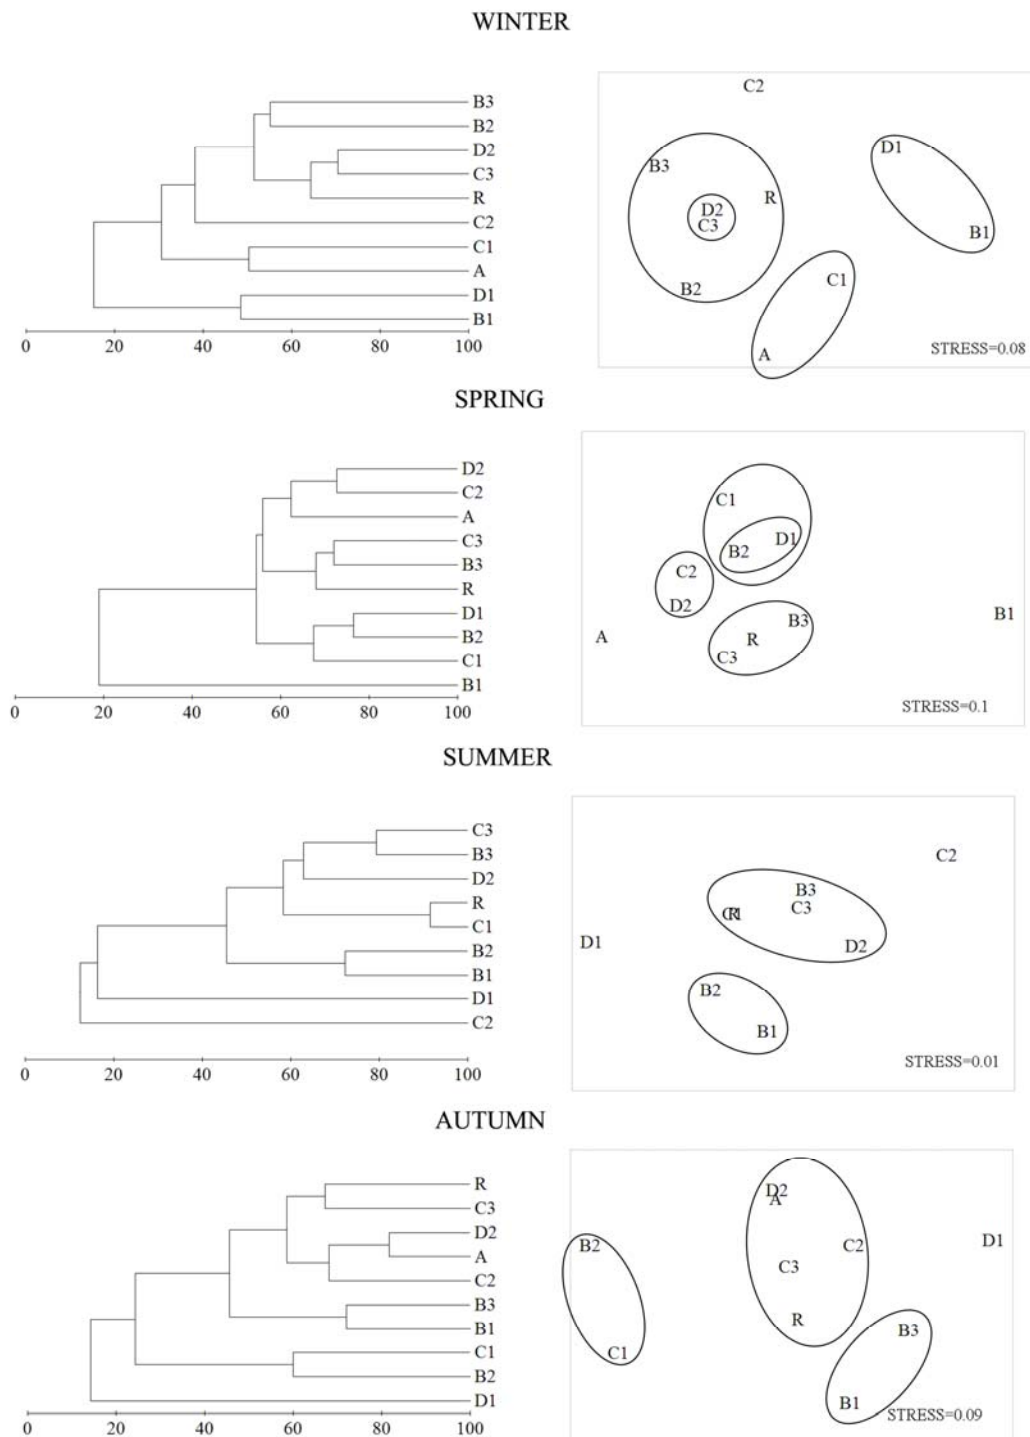 WINTER
B3
B2
D2
C3
R
C2
C1
A
D1
B1
0 20 40 60 80 100
C2
D1
B3
R
D2
C3
B1
C1
B2
A
STRESS=0.08
SPRING
D2
C2
A
C3
B3
R
D1
B2
C1
B1
0 20 40 60 80 100
C1
D1
B2
C2
D2
B3
B1
A
R
C3
STRESS=0.1
SUMMER
C3
B3
D2
R
C1
B2
B1
D1
C2
0 20 40 60 80 100
C2
B3
C3
C1
R
D1
D2
B2
B1
STRESS=0.01
AUTUMN
R
C3
D2
A
C2
B3
B1
C1
B2
D1
0 20 40 60 80 100
D2
A
B2
C2
D1
C3
R
B3
C1
B1
STRESS=0.09